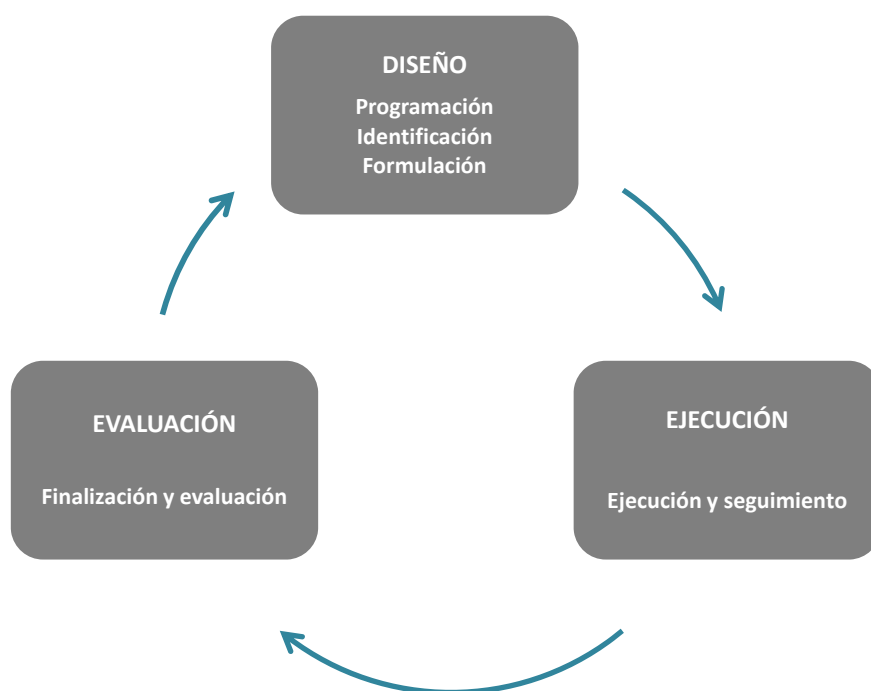 DISEÑO
Programación
Identificación
Formulación
EVALUACIÓN
Finalización y evaluación
EJECUCIÓN
Ejecución y seguimiento